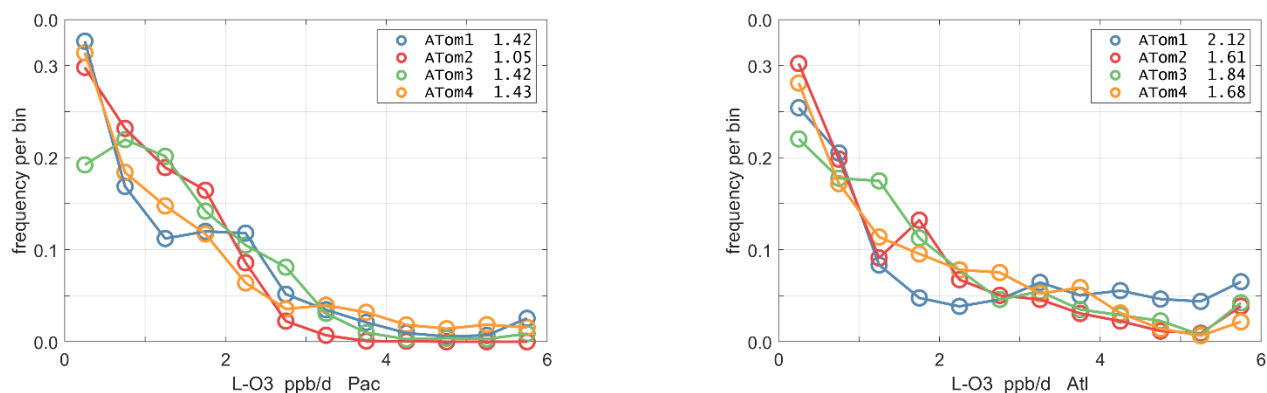 0.0
0.3
0.2
0.1
0.0
frequency per bin
0 2 4 6
L-O3 ppb/d Pac
ATom1 1.42
ATom2 1.05
ATom3 1.42
ATom4 1.43
0.0
0.3
0.2
0.1
0.0
frequency per bin
0 2 4 6
L-O3 ppb/d Atl
ATom1 2.12
ATom2 1.61
ATom3 1.84
ATom4 1.68